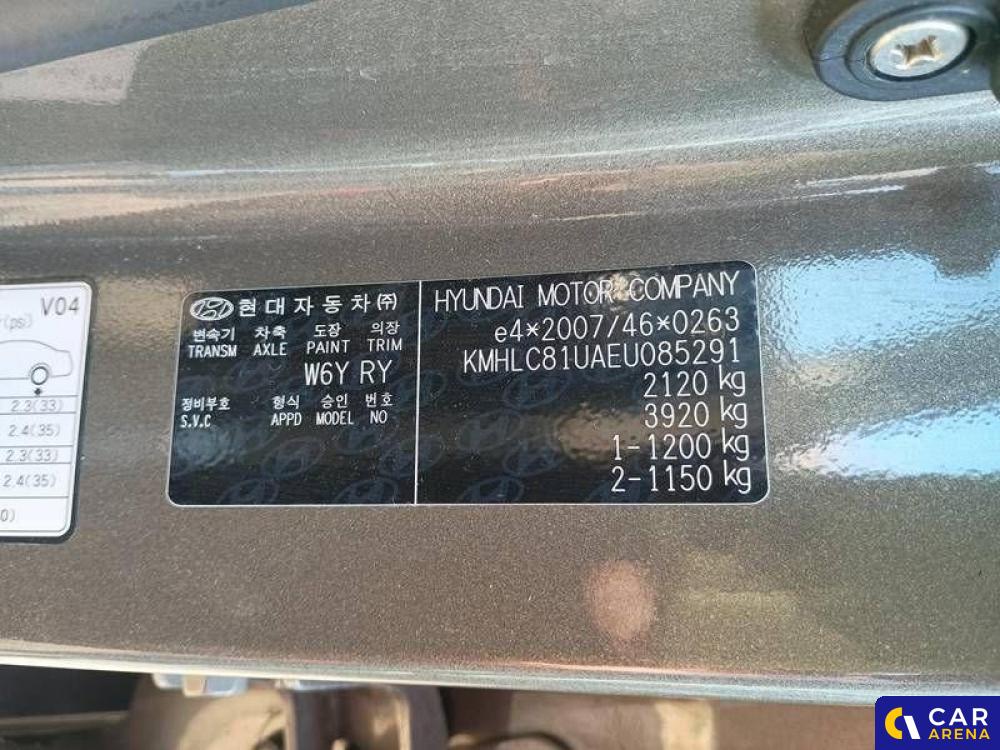 V04
(psi)
2.3(33)
2.4(35)
2.3(33)
2.4(35)
0)
현대자동차㈜
변속기 차축 도장 의장
TRANSM AXLE PAINT TRIM
W6Y RY
정비부호 형식 승인 번호
S.V.C APPD MODEL NO
HYUNDAI MOTOR COMPANY
e4*2007/46*0263
KMHLC81UAEU085291
2120 kg
3920 kg
1-1200 kg
2-1150 kg
CAR
ARENA